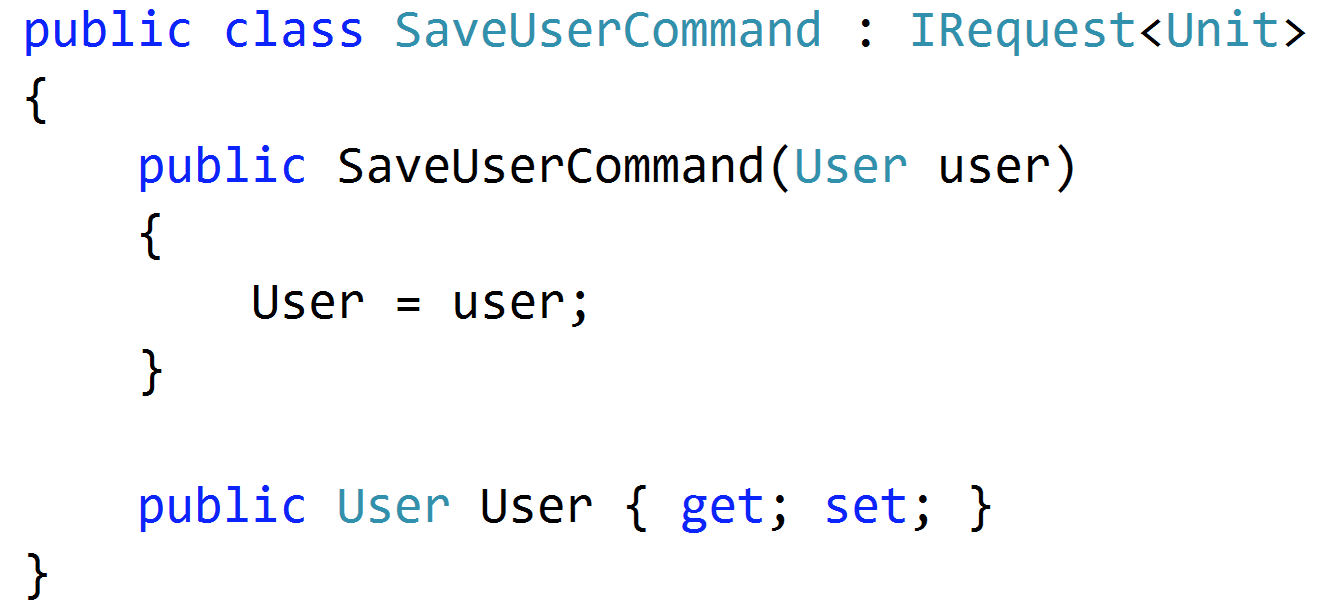 public class SaveUserCommand : IRequest<Unit>
{
    public SaveUserCommand(User user)
    {
        User = user;
    }

    public User User { get; set; }
}